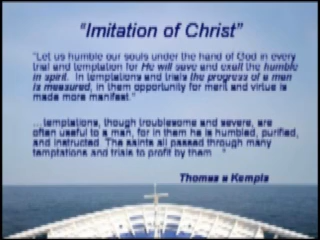 "Imitation of Christ"
"Let us humble our souls under the hand of God in every
trial and temptation for He will save and exalt the humble
in spirit. In temptations and trials the progress of a man
is measured, in them opportunity for merit and virtue is
made more manifest."
...temptations, though troublesome and severe, are
often useful to a man, for in them he is humbled, purified,
and instructed. The saints all passed through many
temptations and trials to profit by them..."
Thomas a Kempis